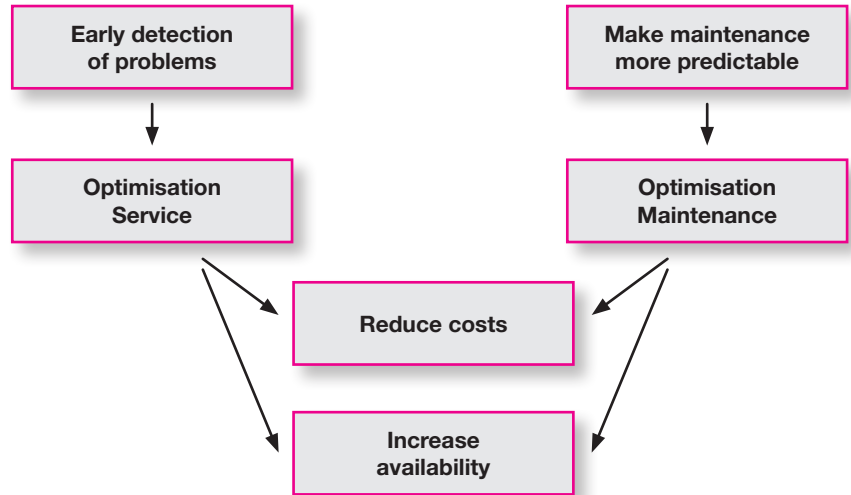 Early detection
of problems
Make maintenance
more predictable
Optimisation
Service
Optimisation
Maintenance
Reduce costs
Increase
availability